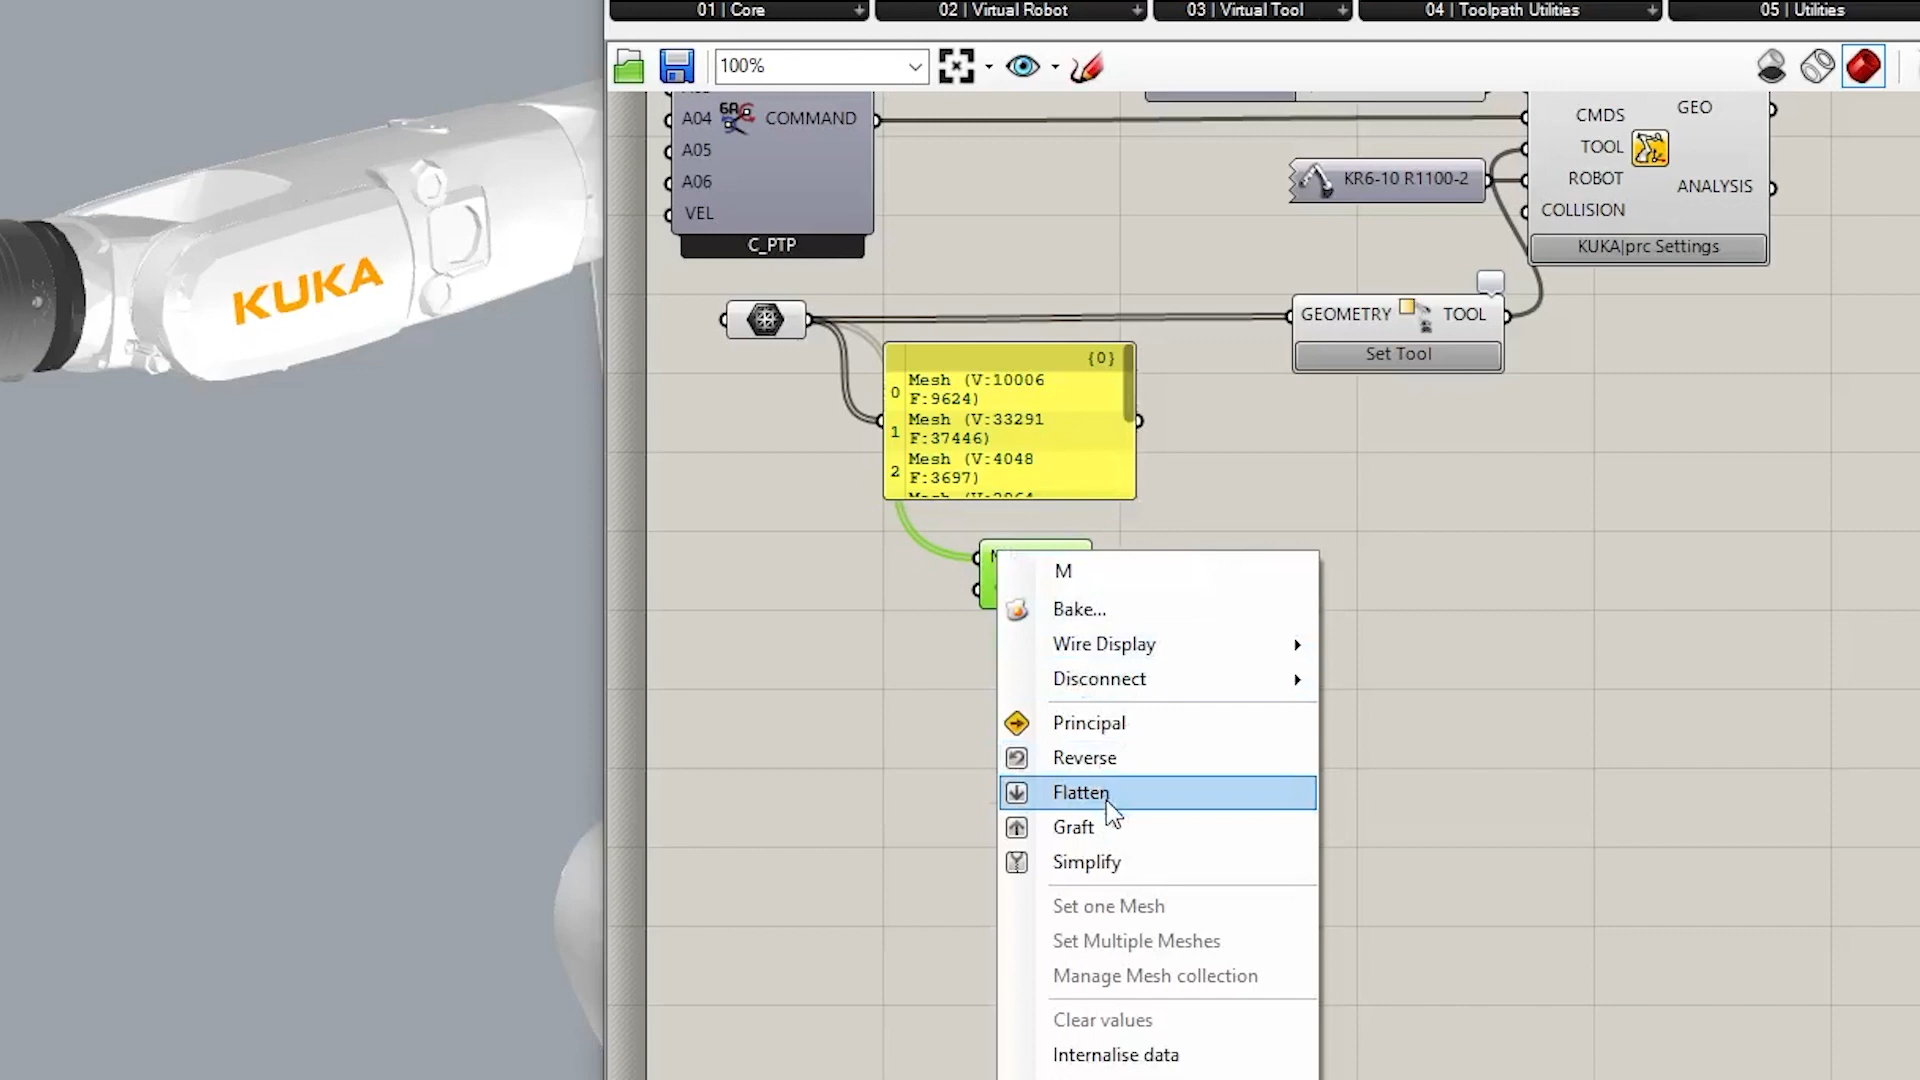 01 | Core
02 | Virtual Robot
03 | Virtual Tool
04 | Toolpath Utilities
05 | Utilities
100%
A04
COMMAND
A05
A06
VEL
C_PTP
KR6-10 R1100-2
CMDS
GEO
TOOL
ROBOT
ANALYSIS
COLLISION
KUKA|prc Settings
KUKA
GEOMETRY
TOOL
Set Tool
{0}
0
Mesh (V:10006
F:9624)
1
Mesh (V:33291
F:37446)
2
Mesh (V:4048
F:3697)
M
Bake...
Wire Display
Disconnect
Principal
Reverse
Flatten
Graft
Simplify
Set one Mesh
Set Multiple Meshes
Manage Mesh collection
Clear values
Internalise data